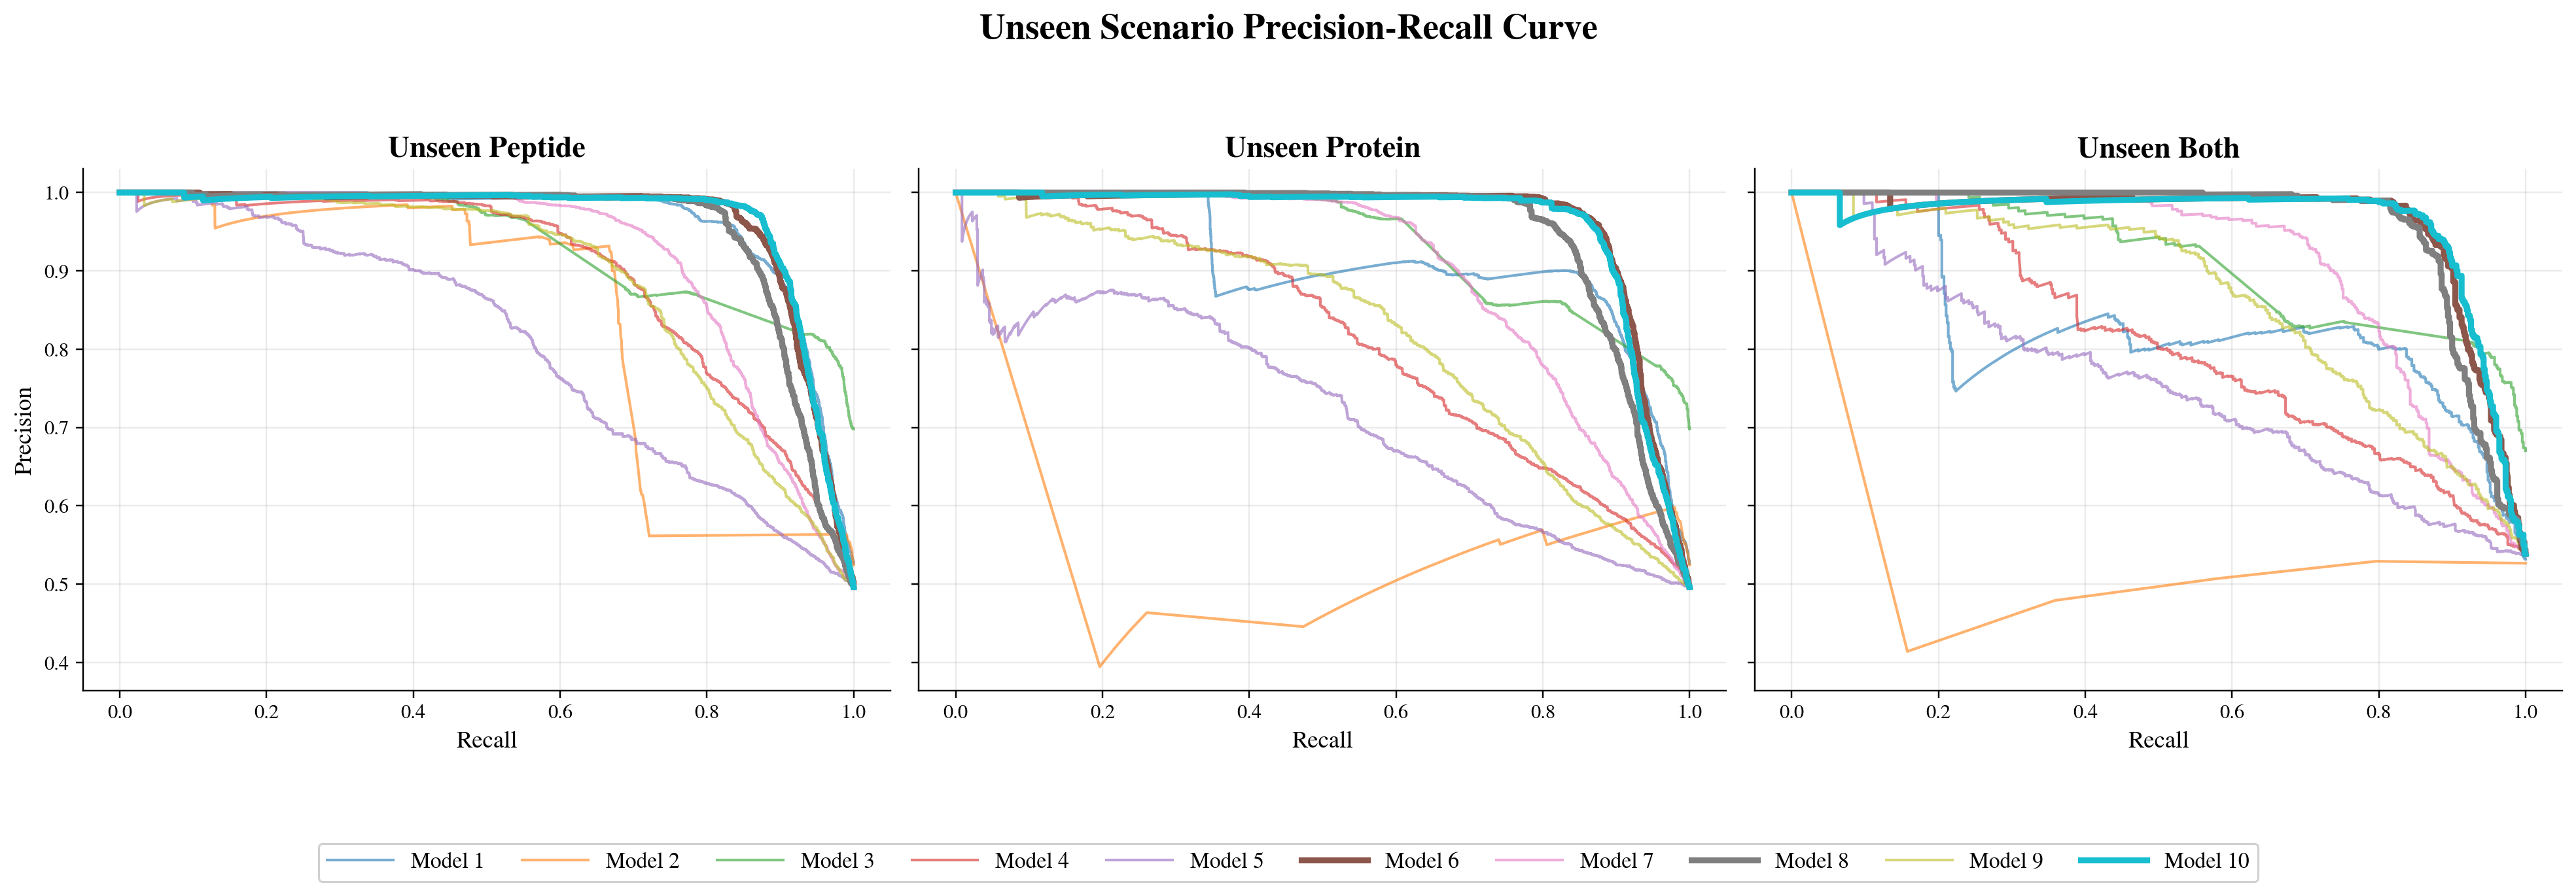 Unseen Scenario Precision-Recall Curve
Unseen Peptide
Unseen Protein
Unseen Both
Precision
1.0
0.9
0.8
0.7
0.6
0.5
0.4
0.0 0.2 0.4 0.6 0.8 1.0
0.0 0.2 0.4 0.6 0.8 1.0
0.0 0.2 0.4 0.6 0.8 1.0
Recall
Recall
Recall
Model 1 Model 2 Model 3 Model 4 Model 5 Model 6 Model 7 Model 8 Model 9 Model 10